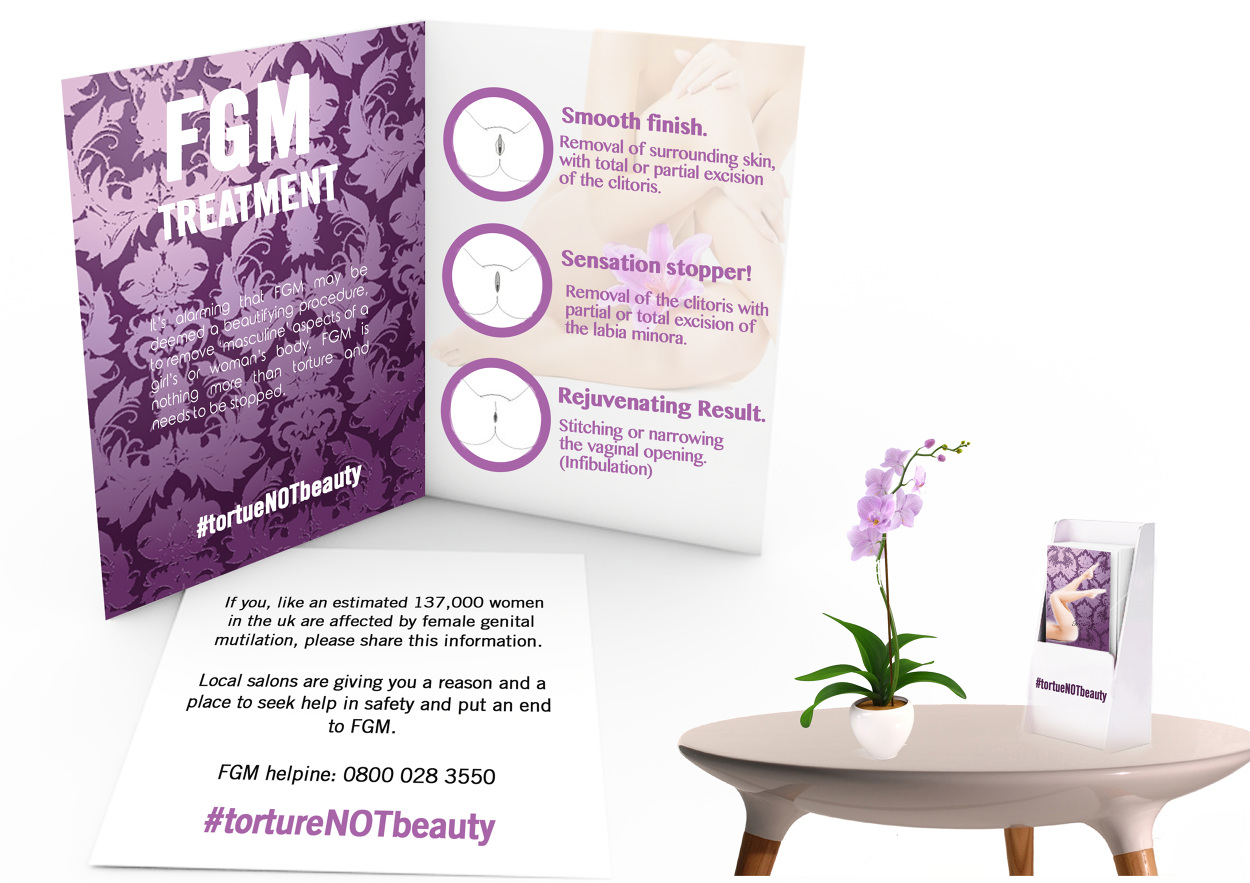 FGM
TREATMENT
It's alarming that FGM may be
deemed a beautifying procedure,
to remove 'masculine' aspects of a
girl's or woman's body. FGM is
nothing more than torture and
needs to be stopped.
#tortueNOTbeauty
Smooth finish.
Removal of surrounding skin,
with total or partial excision
of the clitoris.
Sensation stopper!
Removal of the clitoris with
partial or total excision of
the labia minora.
Rejuvenating Result.
Stitching or narrowing
the vaginal opening.
(Infibulation)
If you, like an estimated 137,000 women
in the uk are affected by female genital
mutilation, please share this information.
Local salons are giving you a reason and a
place to seek help in safety and put an end
to FGM.
FGM helpine: 0800 028 3550
#tortureNOTbeauty
#tortueNOTbeauty